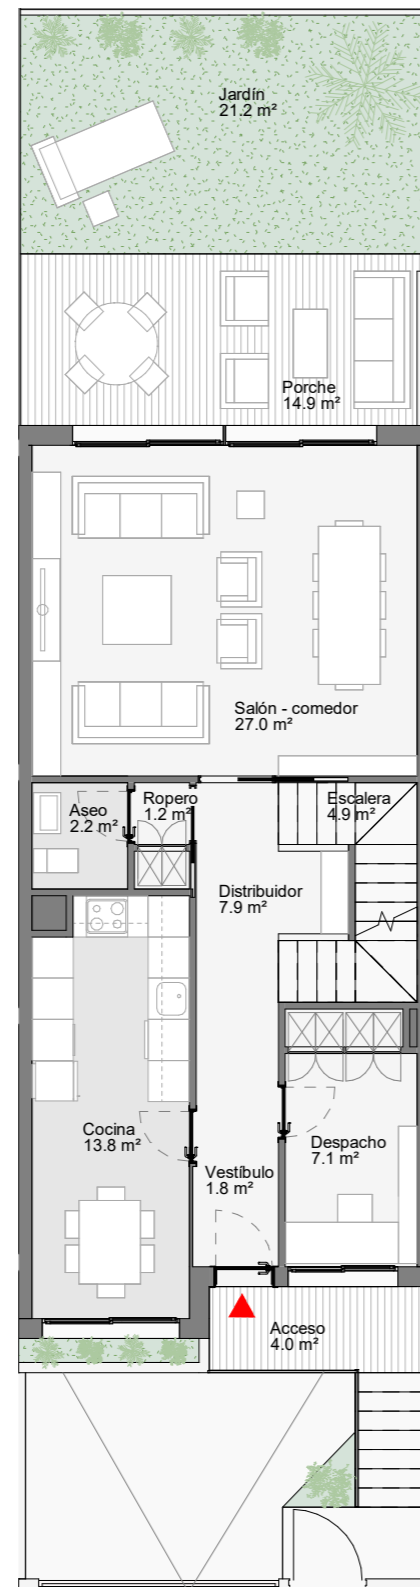 Jardín
21.2 m²
Porche
14.9 m²
Salón - comedor
27.0 m²
Aseo
2.2 m²
Ropero
1.2 m²
Escalera
4.9 m²
Distribuidor
7.9 m²
Cocina
13.8 m²
Despacho
7.1 m²
Vestíbulo
1.8 m²
Acceso
4.0 m²